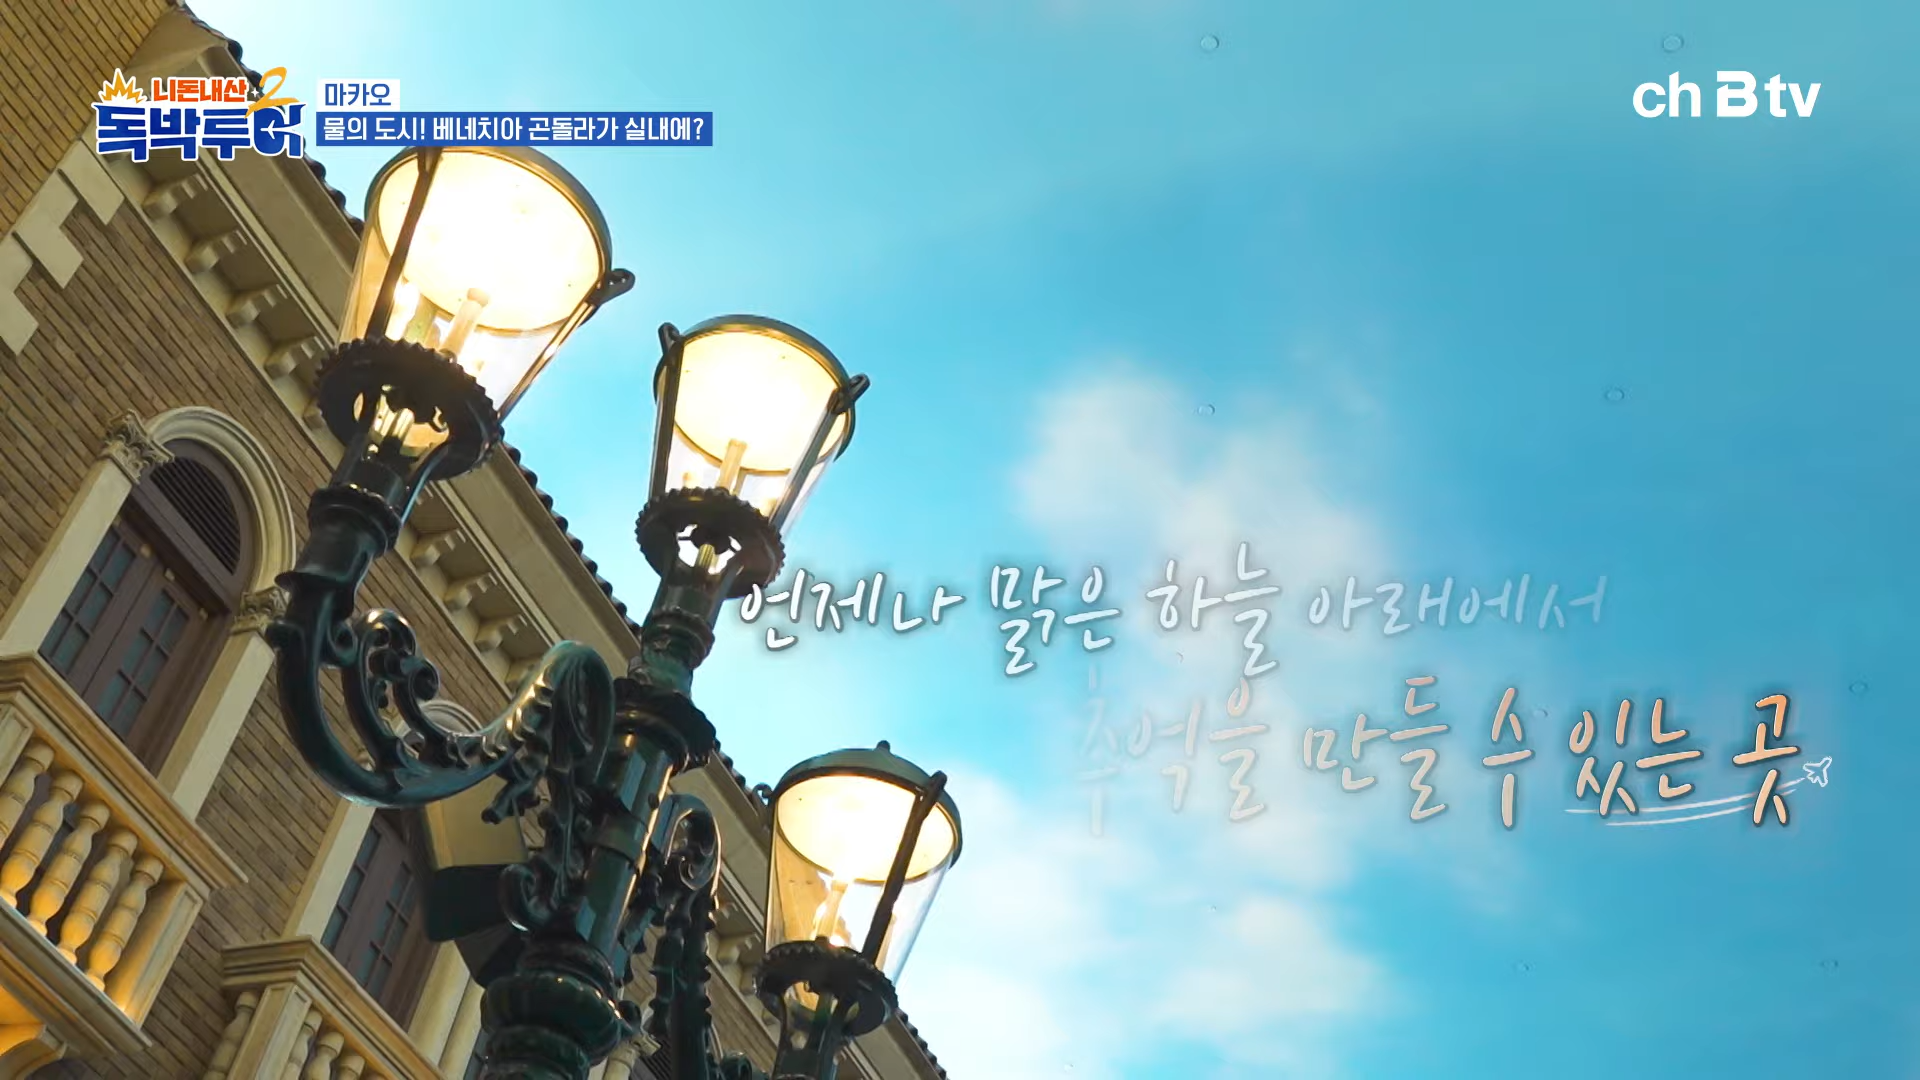 니돈내산 2
독박투어
마카오
물의 도시! 베네치아 곤돌라가 실내에?
ch B tv
언제나 맑은 하늘 아래에서
추억을 만들 수 있는 곳